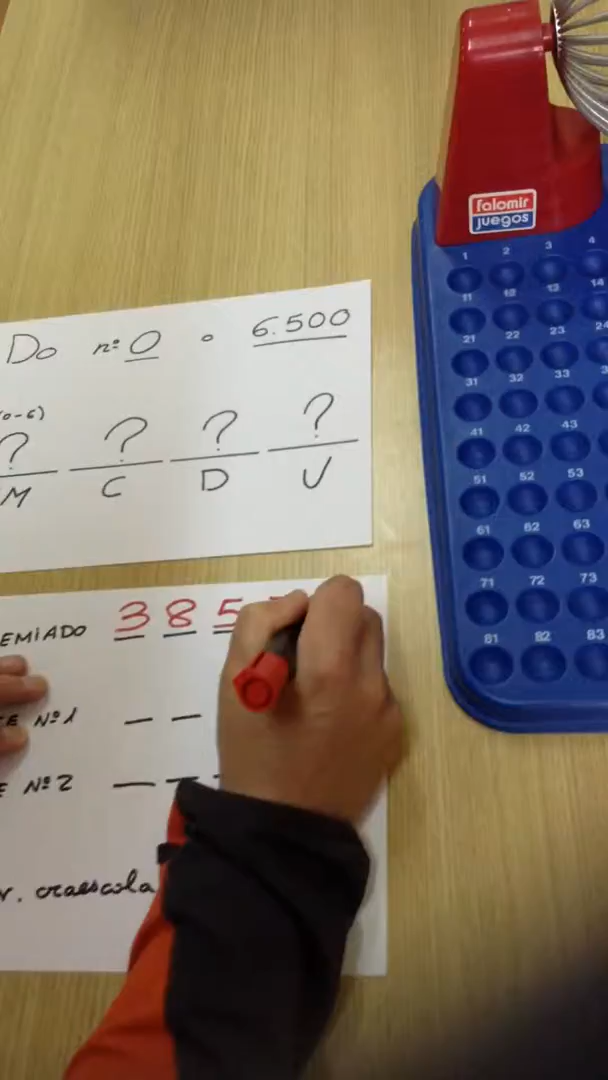 falomir
juegos
1 2 3 4
11 12 13 14
21 22 23 24
31 32 33
41 42 43
51 52 53
61 62 63
71 72 73
81 82 83
Do nº 0 o 6.500
(0-6)
? ? ? ?
M C D U
EMIADO 3 8 5
E Nº1
E Nº2
r. craescola